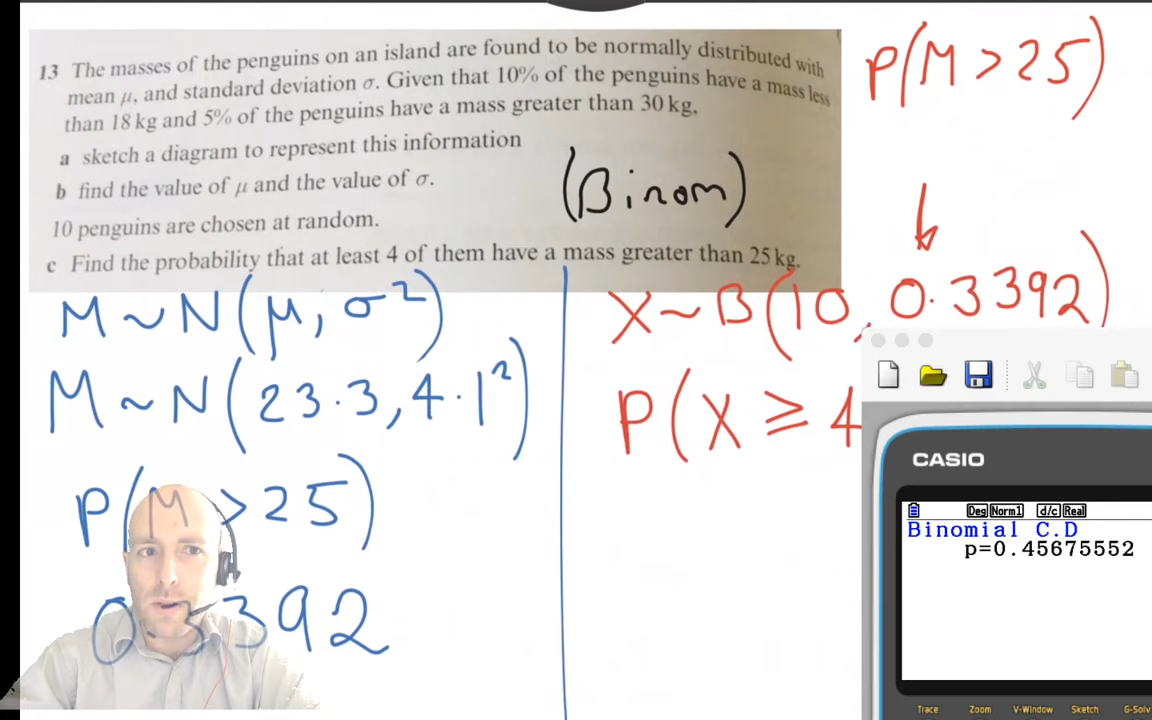 13 The masses of the penguins on an island are found to be normally distributed with
mean μ, and standard deviation σ. Given that 10% of the penguins have a mass less
than 18 kg and 5% of the penguins have a mass greater than 30 kg,
a sketch a diagram to represent this information
b find the value of μ and the value of σ.
10 penguins are chosen at random.
c Find the probability that at least 4 of them have a mass greater than 25 kg.
(Binom)
M ~ N(μ, σ²)
M ~ N(23.3, 4.1²)
P(M > 25)
0.3392
P(M > 25)
X ~ B(10, 0.3392)
P(X ≥ 4
CASIO
Deg Norm1 d/c Real
Binomial C.D
p=0.45675552
Trace Zoom V-Window Sketch G-Solv